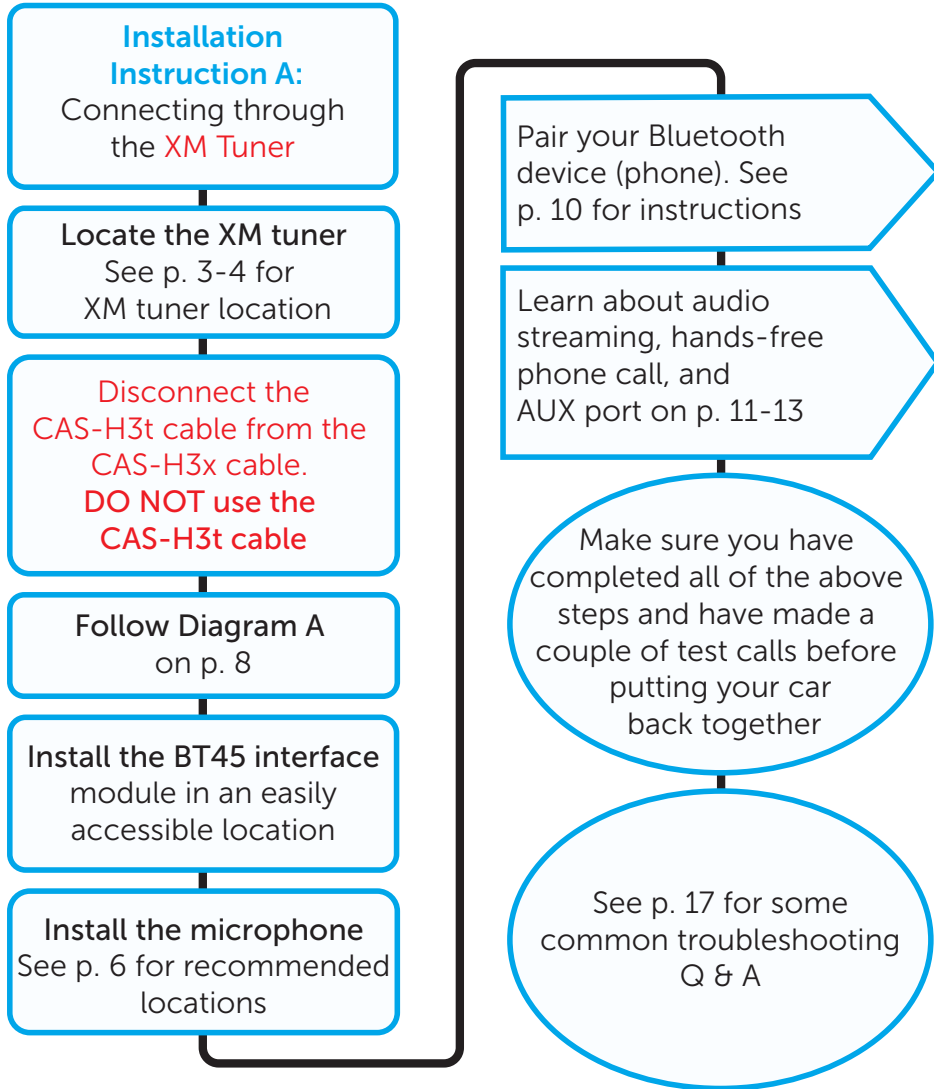 Installation
Instruction A:
Connecting through
the XM Tuner
Locate the XM tuner
See p. 3-4 for
XM tuner location
Disconnect the
CAS-H3t cable from the
CAS-H3x cable.
DO NOT use the
CAS-H3t cable
Follow Diagram A
on p. 8
Install the BT45 interface
module in an easily
accessible location
Install the microphone
See p. 6 for recommended
locations
Pair your Bluetooth
device (phone). See
p. 10 for instructions
Learn about audio
streaming, hands-free
phone call, and
AUX port on p. 11-13
Make sure you have
completed all of the above
steps and have made a
couple of test calls before
putting your car
back together
See p. 17 for some
common troubleshooting
Q & A